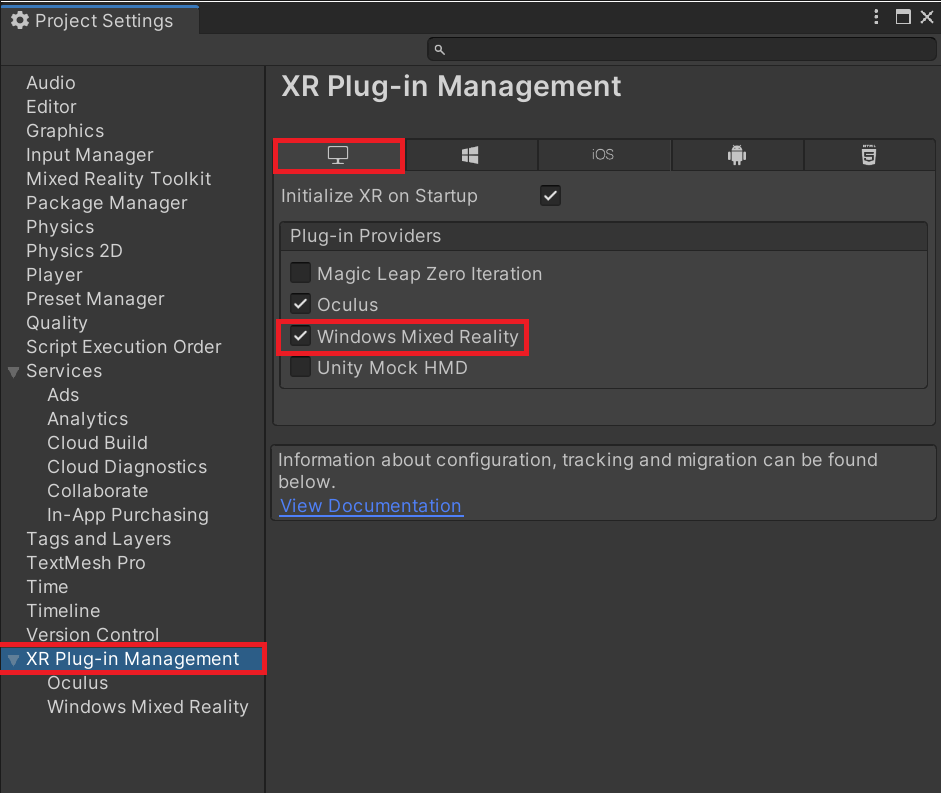 Project Settings
Audio
Editor
Graphics
Input Manager
Mixed Reality Toolkit
Package Manager
Physics
Physics 2D
Player
Preset Manager
Quality
Script Execution Order
Services
Ads
Analytics
Cloud Build
Cloud Diagnostics
Collaborate
In-App Purchasing
Tags and Layers
TextMesh Pro
Time
Timeline
Version Control
XR Plug-in Management
Oculus
Windows Mixed Reality
XR Plug-in Management
iOS
HTML
5
Initialize XR on Startup
Plug-in Providers
Magic Leap Zero Iteration
Oculus
Windows Mixed Reality
Unity Mock HMD
Information about configuration, tracking and migration can be found
below.
View Documentation